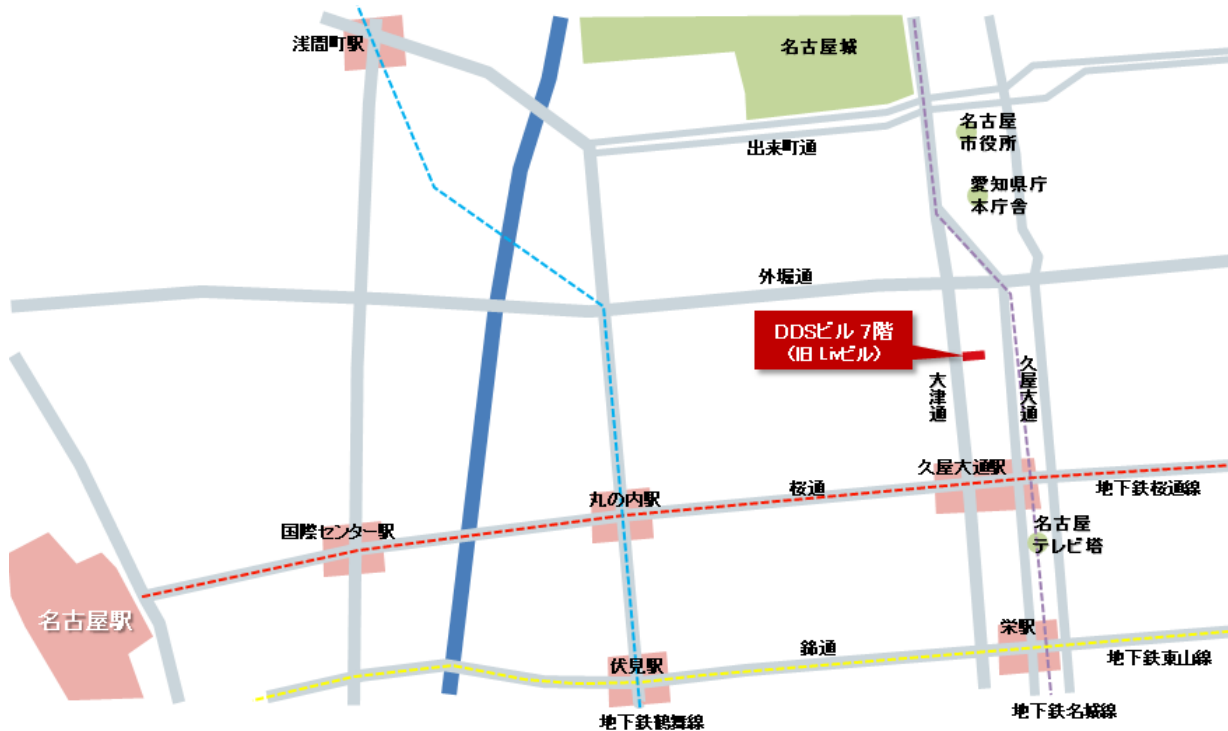 浅間町駅
名古屋城
名古屋
市役所
出来町通
愛知県庁
本庁舎
外堀通
DDSビル 7階
（旧 Livビル）
大津通
久屋大通
久屋大通駅
桜通
地下鉄桜通線
丸の内駅
国際センター駅
名古屋
テレビ塔
名古屋駅
栄駅
錦通
地下鉄東山線
伏見駅
地下鉄名城線
地下鉄鶴舞線